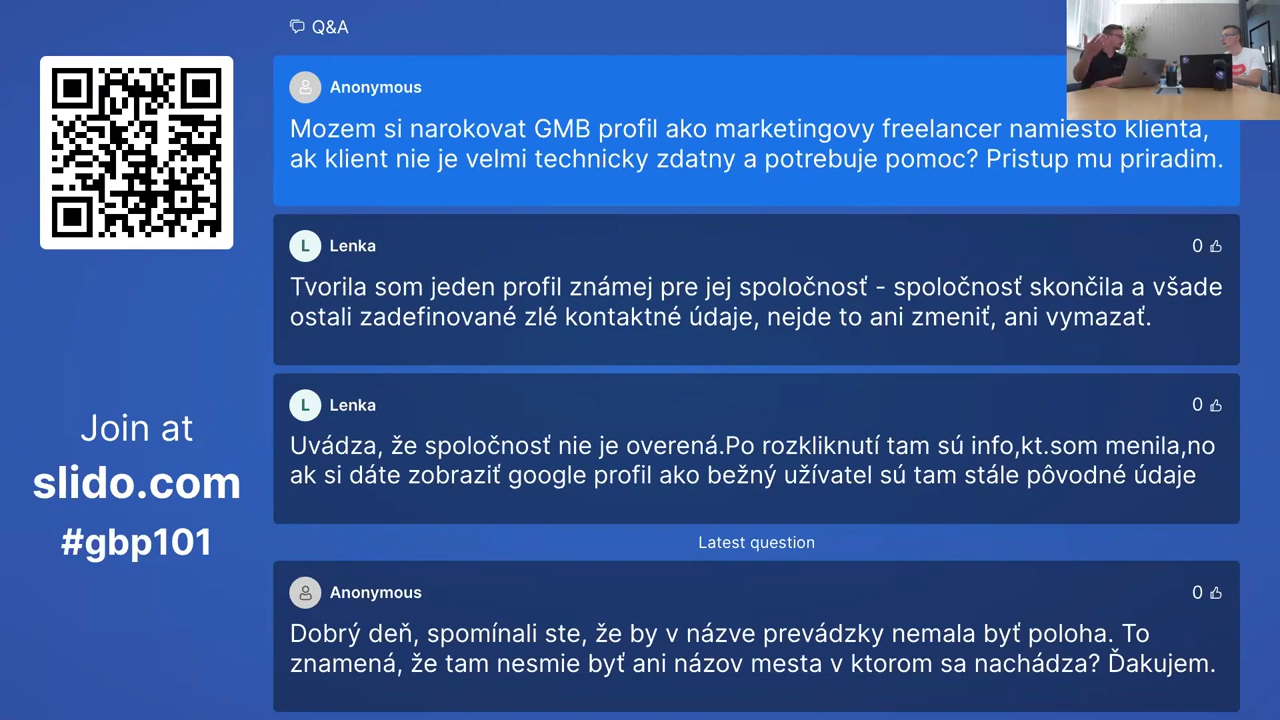 Q&A
Anonymous
Mozem si narokovat GMB profil ako marketingovy freelancer namiesto klienta,
ak klient nie je velmi technicky zdatny a potrebuje pomoc? Pristup mu priradim.
L Lenka 0
Tvorila som jeden profil známej pre jej spoločnosť - spoločnosť skončila a všade
ostali zadefinované zlé kontaktné údaje, nejde to ani zmeniť, ani vymazať.
L Lenka 0
Uvádza, že spoločnosť nie je overená.Po rozkliknutí tam sú info,kt.som menila,no
ak si dáte zobraziť google profil ako bežný užívatel sú tam stále pôvodné údaje
Join at
slido.com
#gbp101
Latest question
Anonymous 0
Dobrý deň, spomínali ste, že by v názve prevádzky nemala byť poloha. To
znamená, že tam nesmie byť ani názov mesta v ktorom sa nachádza? Ďakujem.